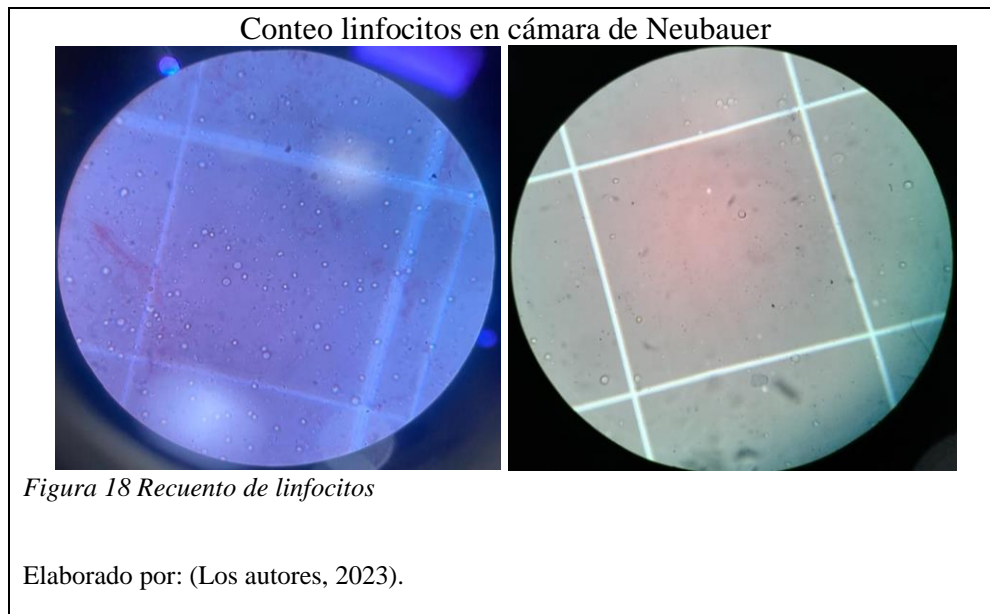 Conteo linfocitos en cámara de Neubauer
Figura 18 Recuento de linfocitos
Elaborado por: (Los autores, 2023).